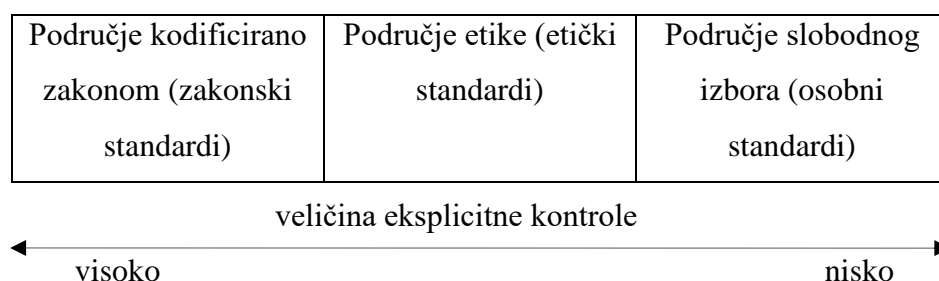 Područje kodificirano
zakonom (zakonski
standardi)
Područje etike (etički
standardi)
Područje slobodnog
izbora (osobni
standardi)
veličina eksplicitne kontrole
visoko
nisko